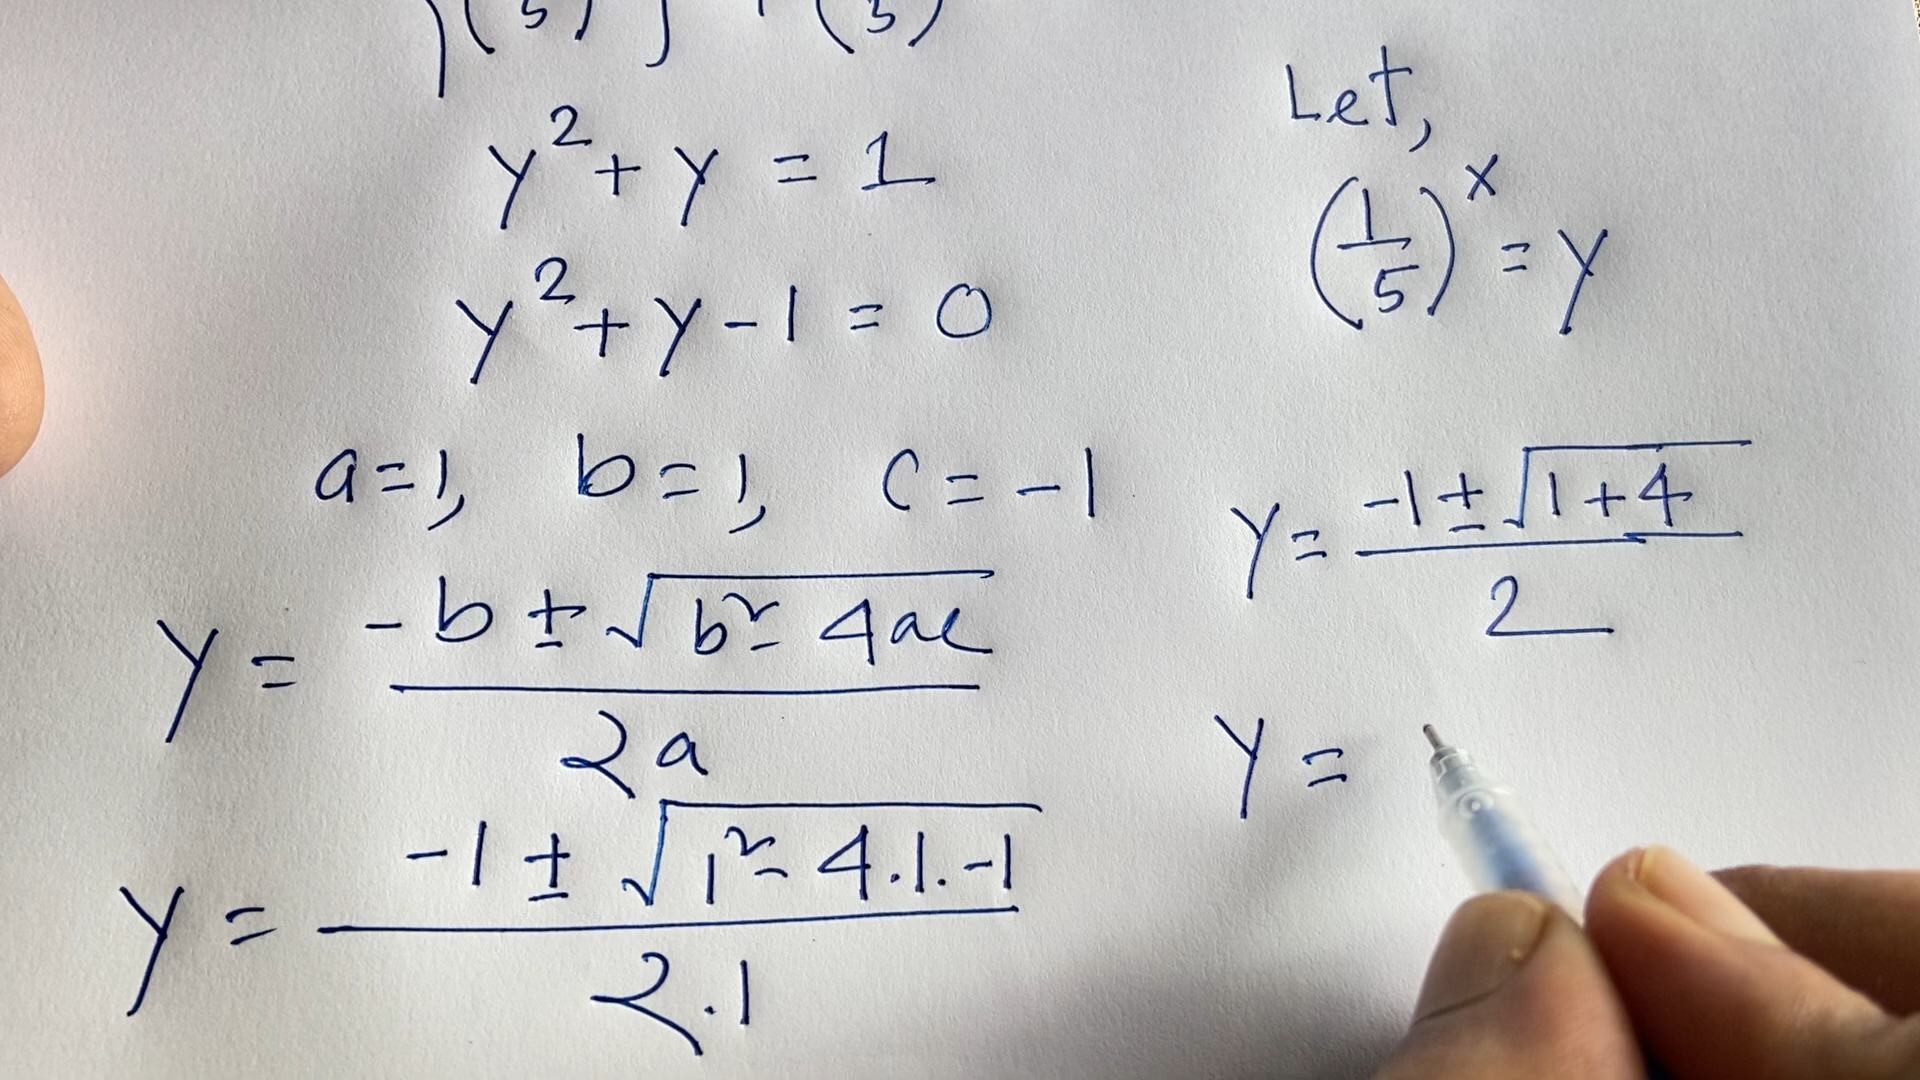 y² + y = 1
y² + y - 1 = 0
a = 1, b = 1, c = -1
y = (-b ± √(b² - 4ac)) / 2a
y = (-1 ± √(1² - 4.1.-1)) / 2.1
Let,
(1/5)^x = y
y = (-1 ± √(1+4)) / 2
y =